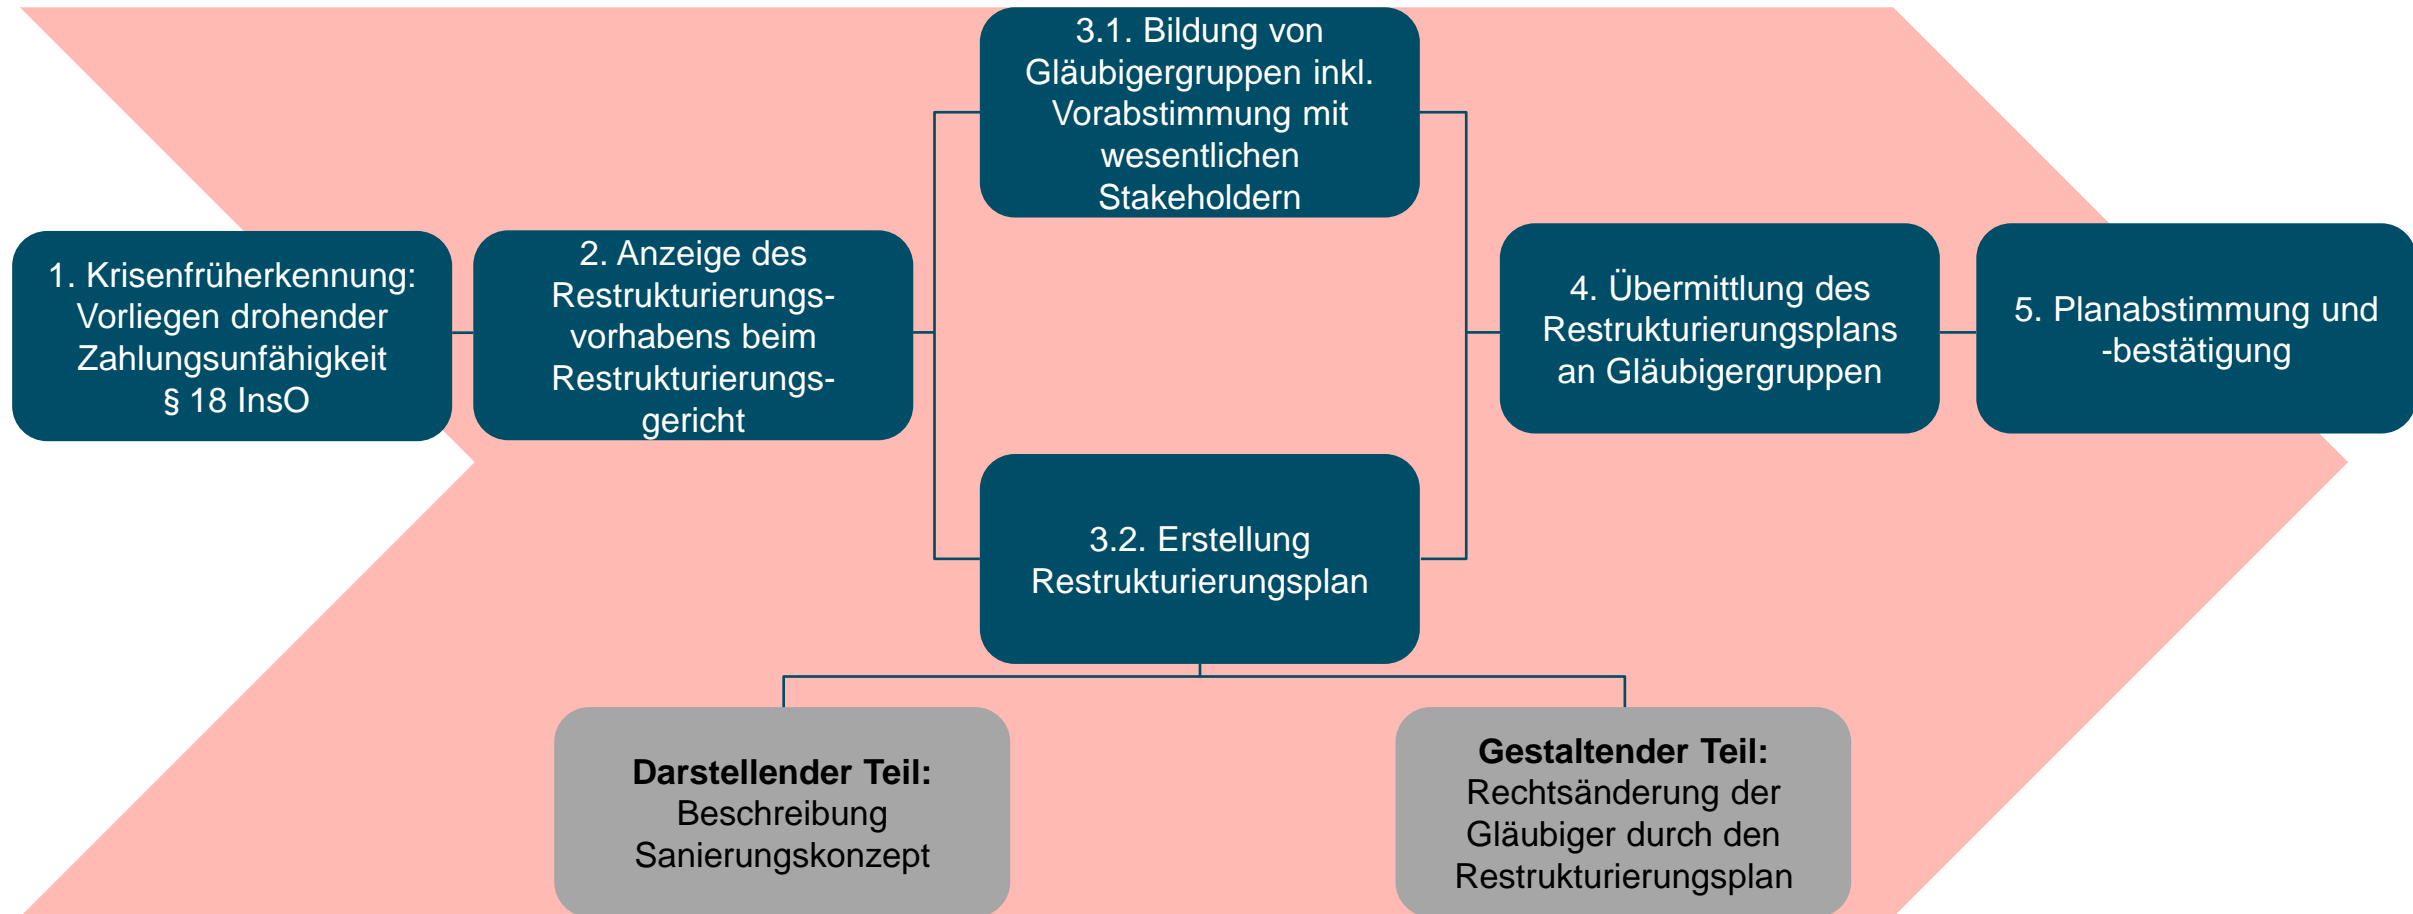 1. Krisenfrüherkennung:
Vorliegen drohender
Zahlungsunfähigkeit
§ 18 InsO
2. Anzeige des
Restrukturierungs-
vorhabens beim
Restrukturierungs-
gericht
3.1. Bildung von
Gläubigergruppen inkl.
Vorabstimmung mit
wesentlichen
Stakeholdern
3.2. Erstellung
Restrukturierungsplan
Darstellender Teil:
Beschreibung
Sanierungskonzept
Gestaltender Teil:
Rechtsänderung der
Gläubiger durch den
Restrukturierungsplan
4. Übermittlung des
Restrukturierungsplans
an Gläubigergruppen
5. Planabstimmung und
-bestätigung